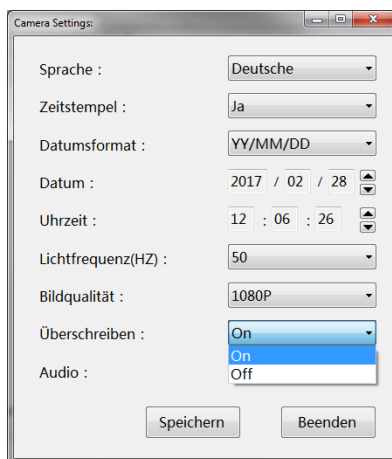 Camera Settings:
Sprache : Deutsche
Zeitstempel : Ja
Datumsformat : YY/MM/DD
Datum : 2017 / 02 / 28
Uhrzeit : 12 : 06 : 26
Lichtfrequenz(HZ) : 50
Bildqualität : 1080P
Überschreiben : On
On
Off
Audio :
Speichern Beenden